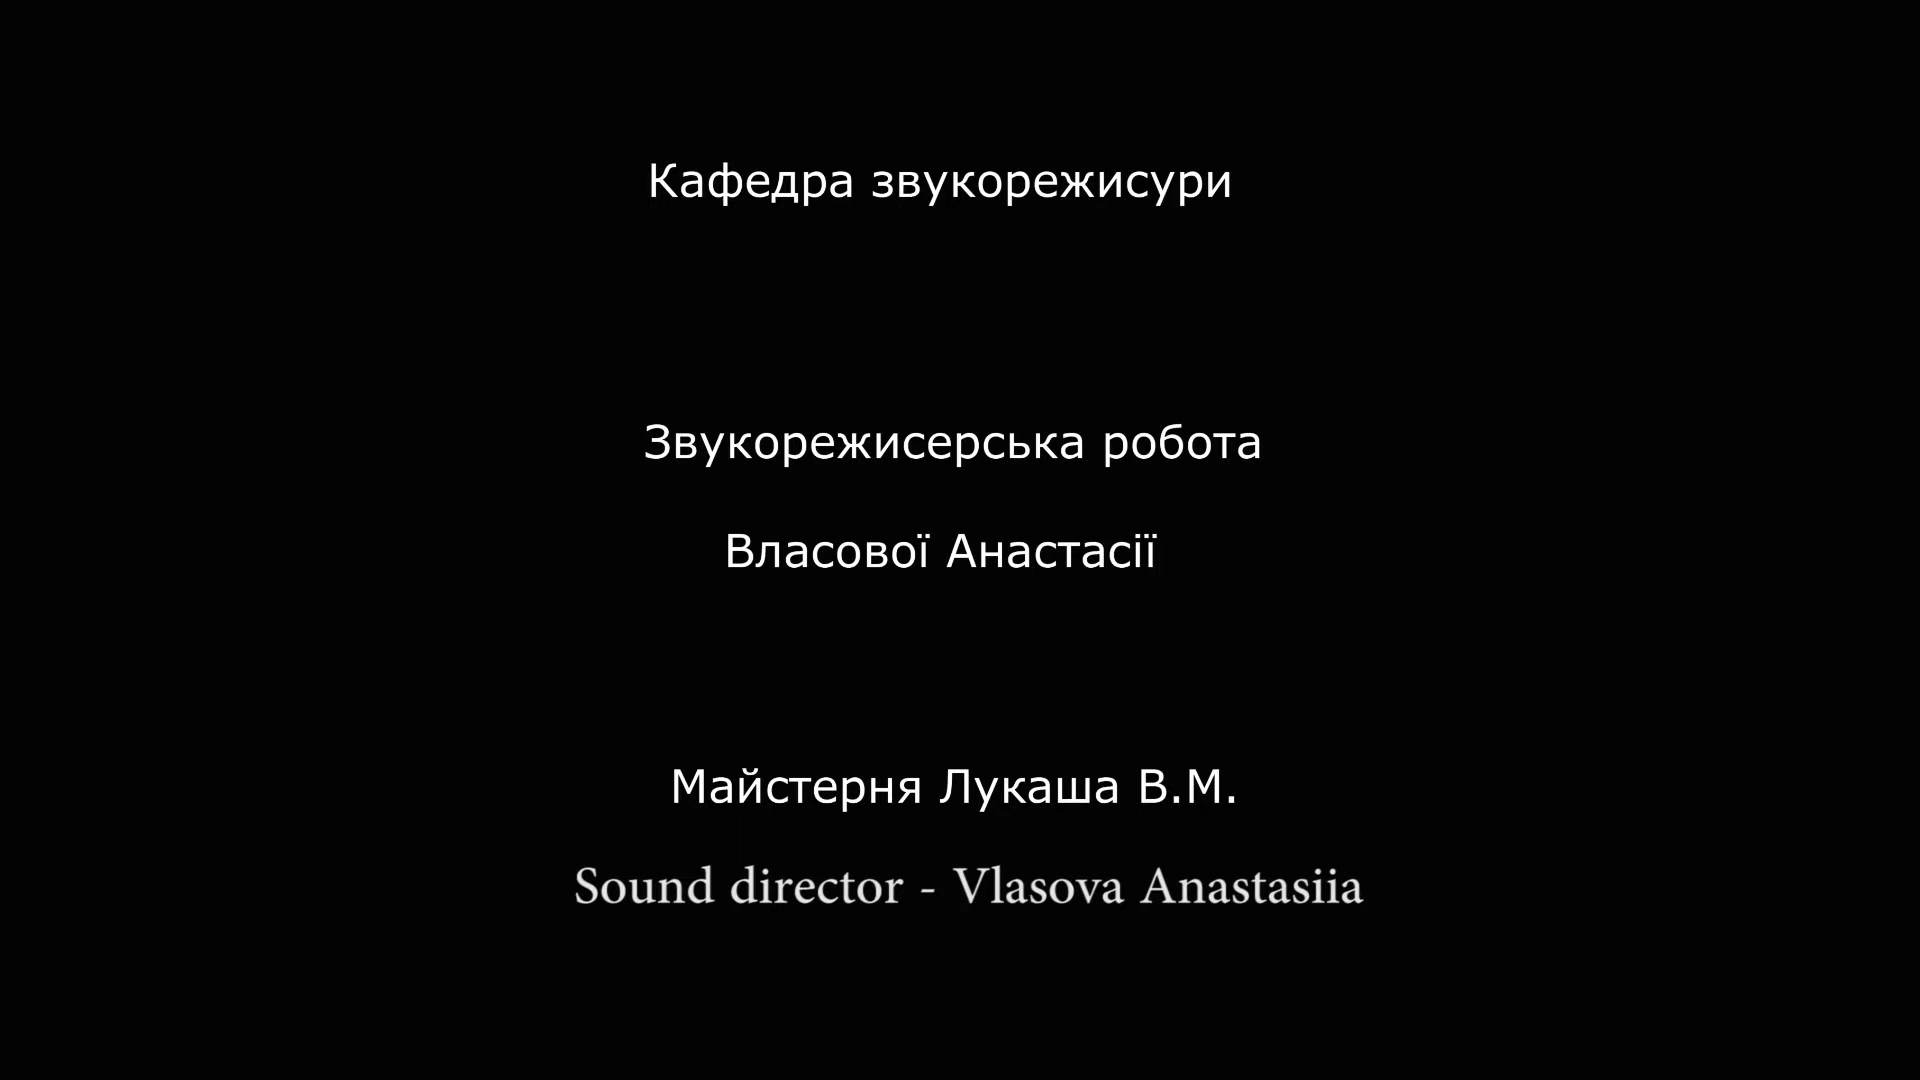 Кафедра звукорежисури
Звукорежисерська робота
Власової Анастасії
Майстерня Лукаша В.М.
Sound director - Vlasova Anastasiia